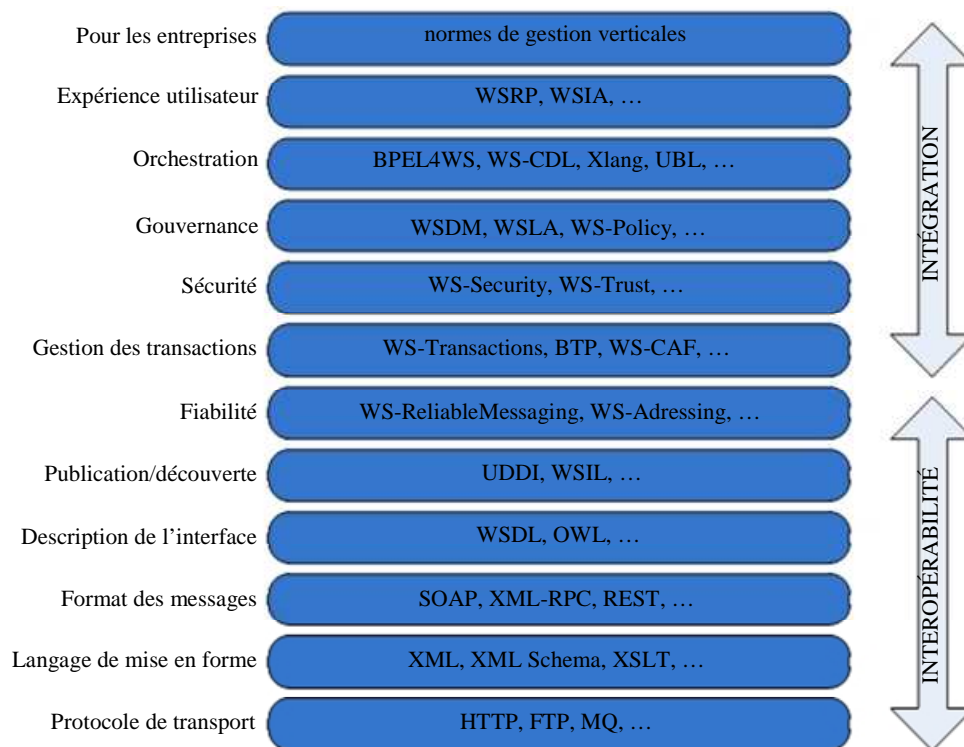 Pour les entreprises normes de gestion verticales
Expérience utilisateur WSRP, WSIA, …
Orchestration BPEL4WS, WS-CDL, Xlang, UBL, …
Gouvernance WSDM, WSLA, WS-Policy, …
Sécurité WS-Security, WS-Trust, …
Gestion des transactions WS-Transactions, BTP, WS-CAF, …
INTÉGRATION
Fiabilité WS-ReliableMessaging, WS-Adressing, …
Publication/découverte UDDI, WSIL, …
Description de l’interface WSDL, OWL, …
Format des messages SOAP, XML-RPC, REST, …
Langage de mise en forme XML, XML Schema, XSLT, …
Protocole de transport HTTP, FTP, MQ, …
INTEROPÉRABILITÉ